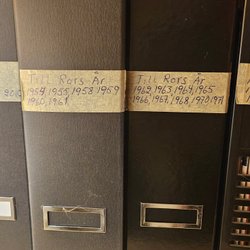 Till Rors År
1954, 1955, 1958 1959
1960, 1961
Till Rors År
1962, 1963, 1964, 1965
1966, 1967, 1968, 1970 1971